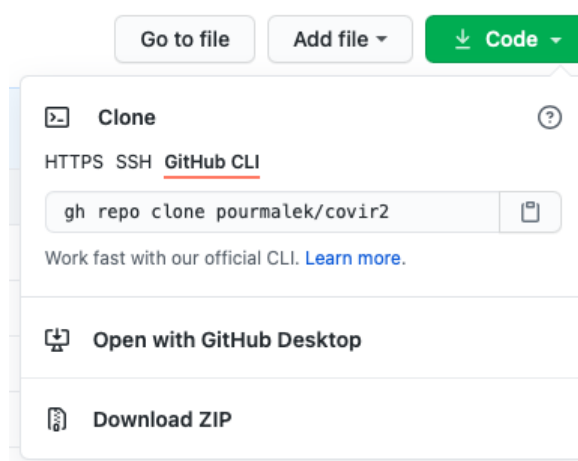 Go to file Add file Code
Clone
HTTPS SSH GitHub CLI
gh repo clone pourmalek/covir2
Work fast with our official CLI. Learn more.
Open with GitHub Desktop
Download ZIP